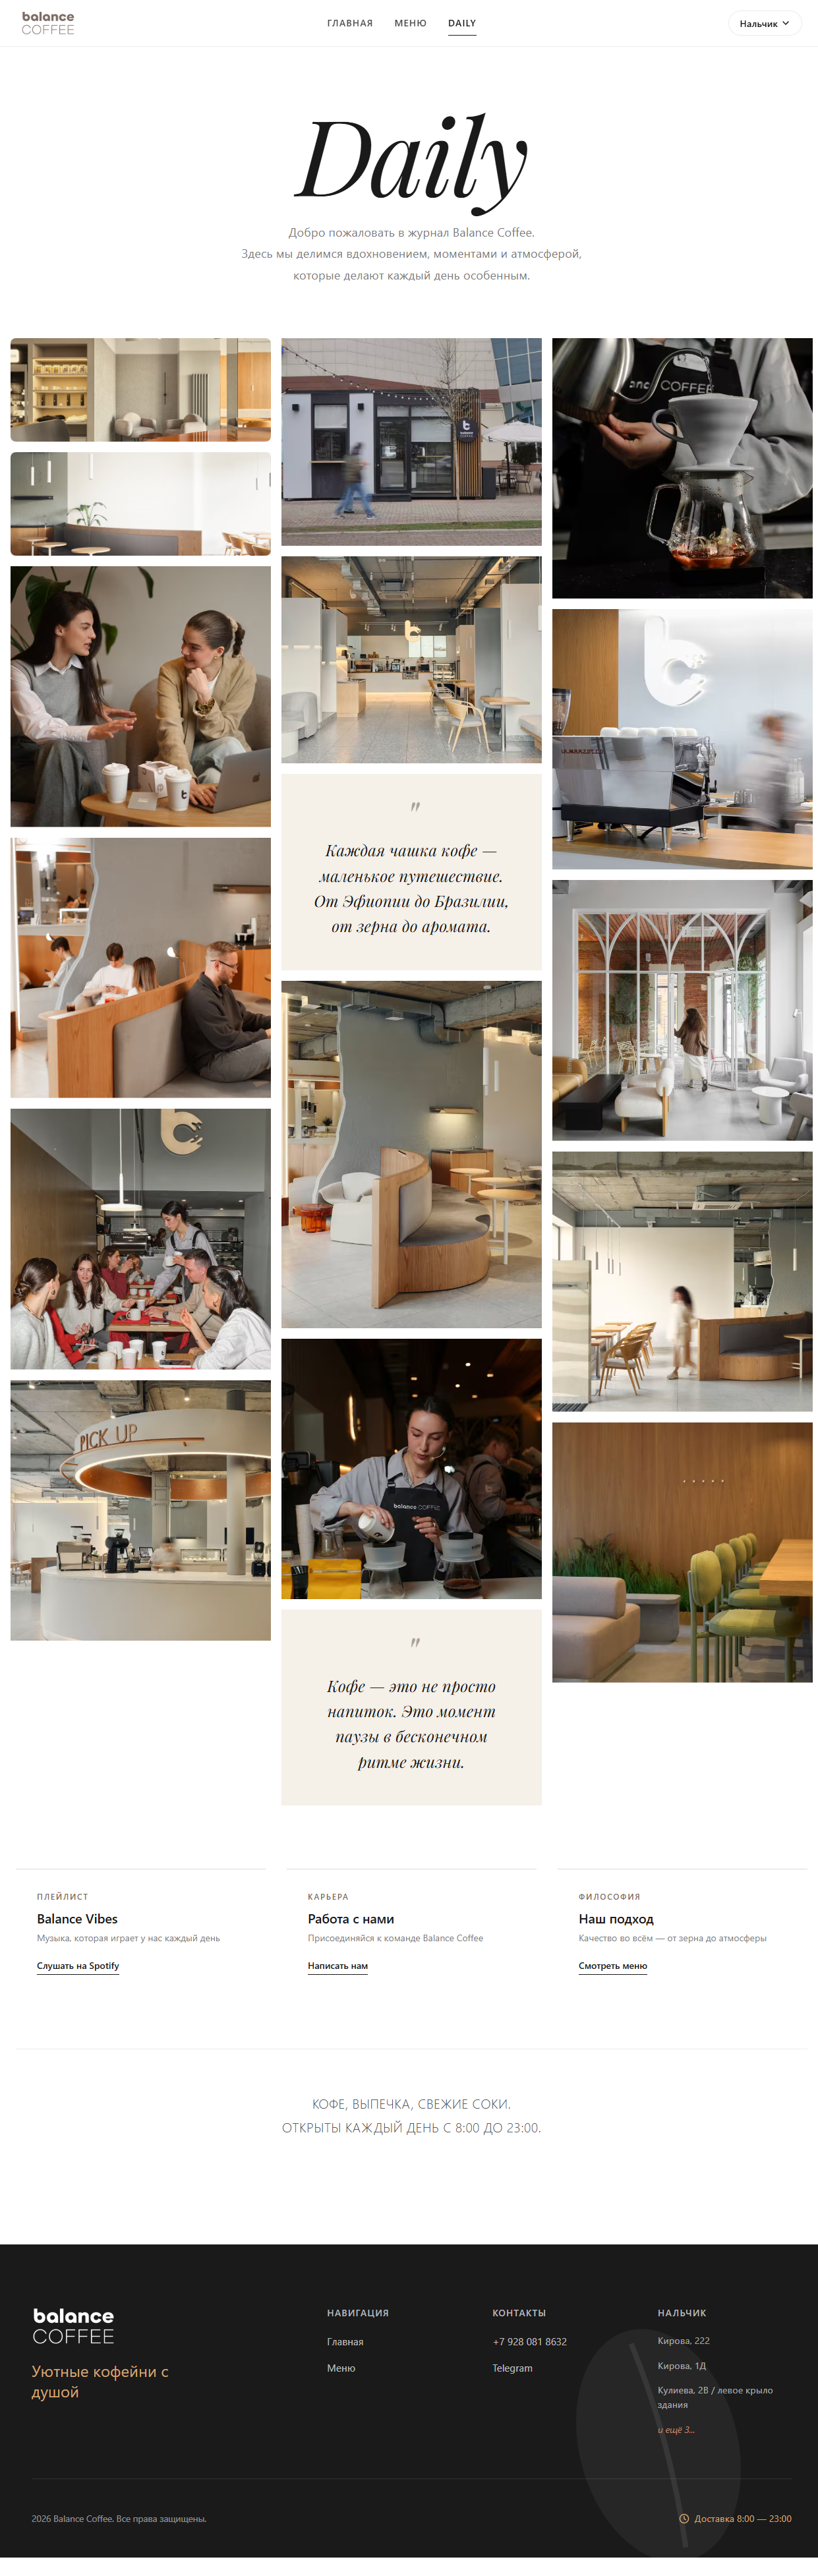 balance
COFFEE
ГЛАВНАЯ МЕНЮ DAILY
Нальчик
Daily
Добро пожаловать в журнал Balance Coffee.
Здесь мы делимся вдохновением, моментами и атмосферой,
которые делают каждый день особенным.
COFFEE
balance
COFFEE
"
Каждая чашка кофе —
маленькое путешествие.
От Эфиопии до Бразилии,
от зерна до аромата.
PICK UP
balance COFFEE
"
Кофе — это не просто
напиток. Это момент
паузы в бесконечном
ритме жизни.
ПЛЕЙЛИСТ
Balance Vibes
Музыка, которая играет у нас каждый день
Слушать на Spotify
КАРЬЕРА
Работа с нами
Присоединяйся к команде Balance Coffee
Написать нам
ФИЛОСОФИЯ
Наш подход
Качество во всём — от зерна до атмосферы
Смотреть меню
КОФЕ, ВЫПЕЧКА, СВЕЖИЕ СОКИ.
ОТКРЫТЫ КАЖДЫЙ ДЕНЬ С 8:00 ДО 23:00.
balance
COFFEE
Уютные кофейни с
душой
НАВИГАЦИЯ
Главная
Меню
КОНТАКТЫ
+7 928 081 8632
Telegram
НАЛЬЧИК
Кирова, 222
Кирова, 1Д
Кулиева, 2В / левое крыло
здания
и ещё 3...
2026 Balance Coffee. Все права защищены.
Доставка 8:00 — 23:00